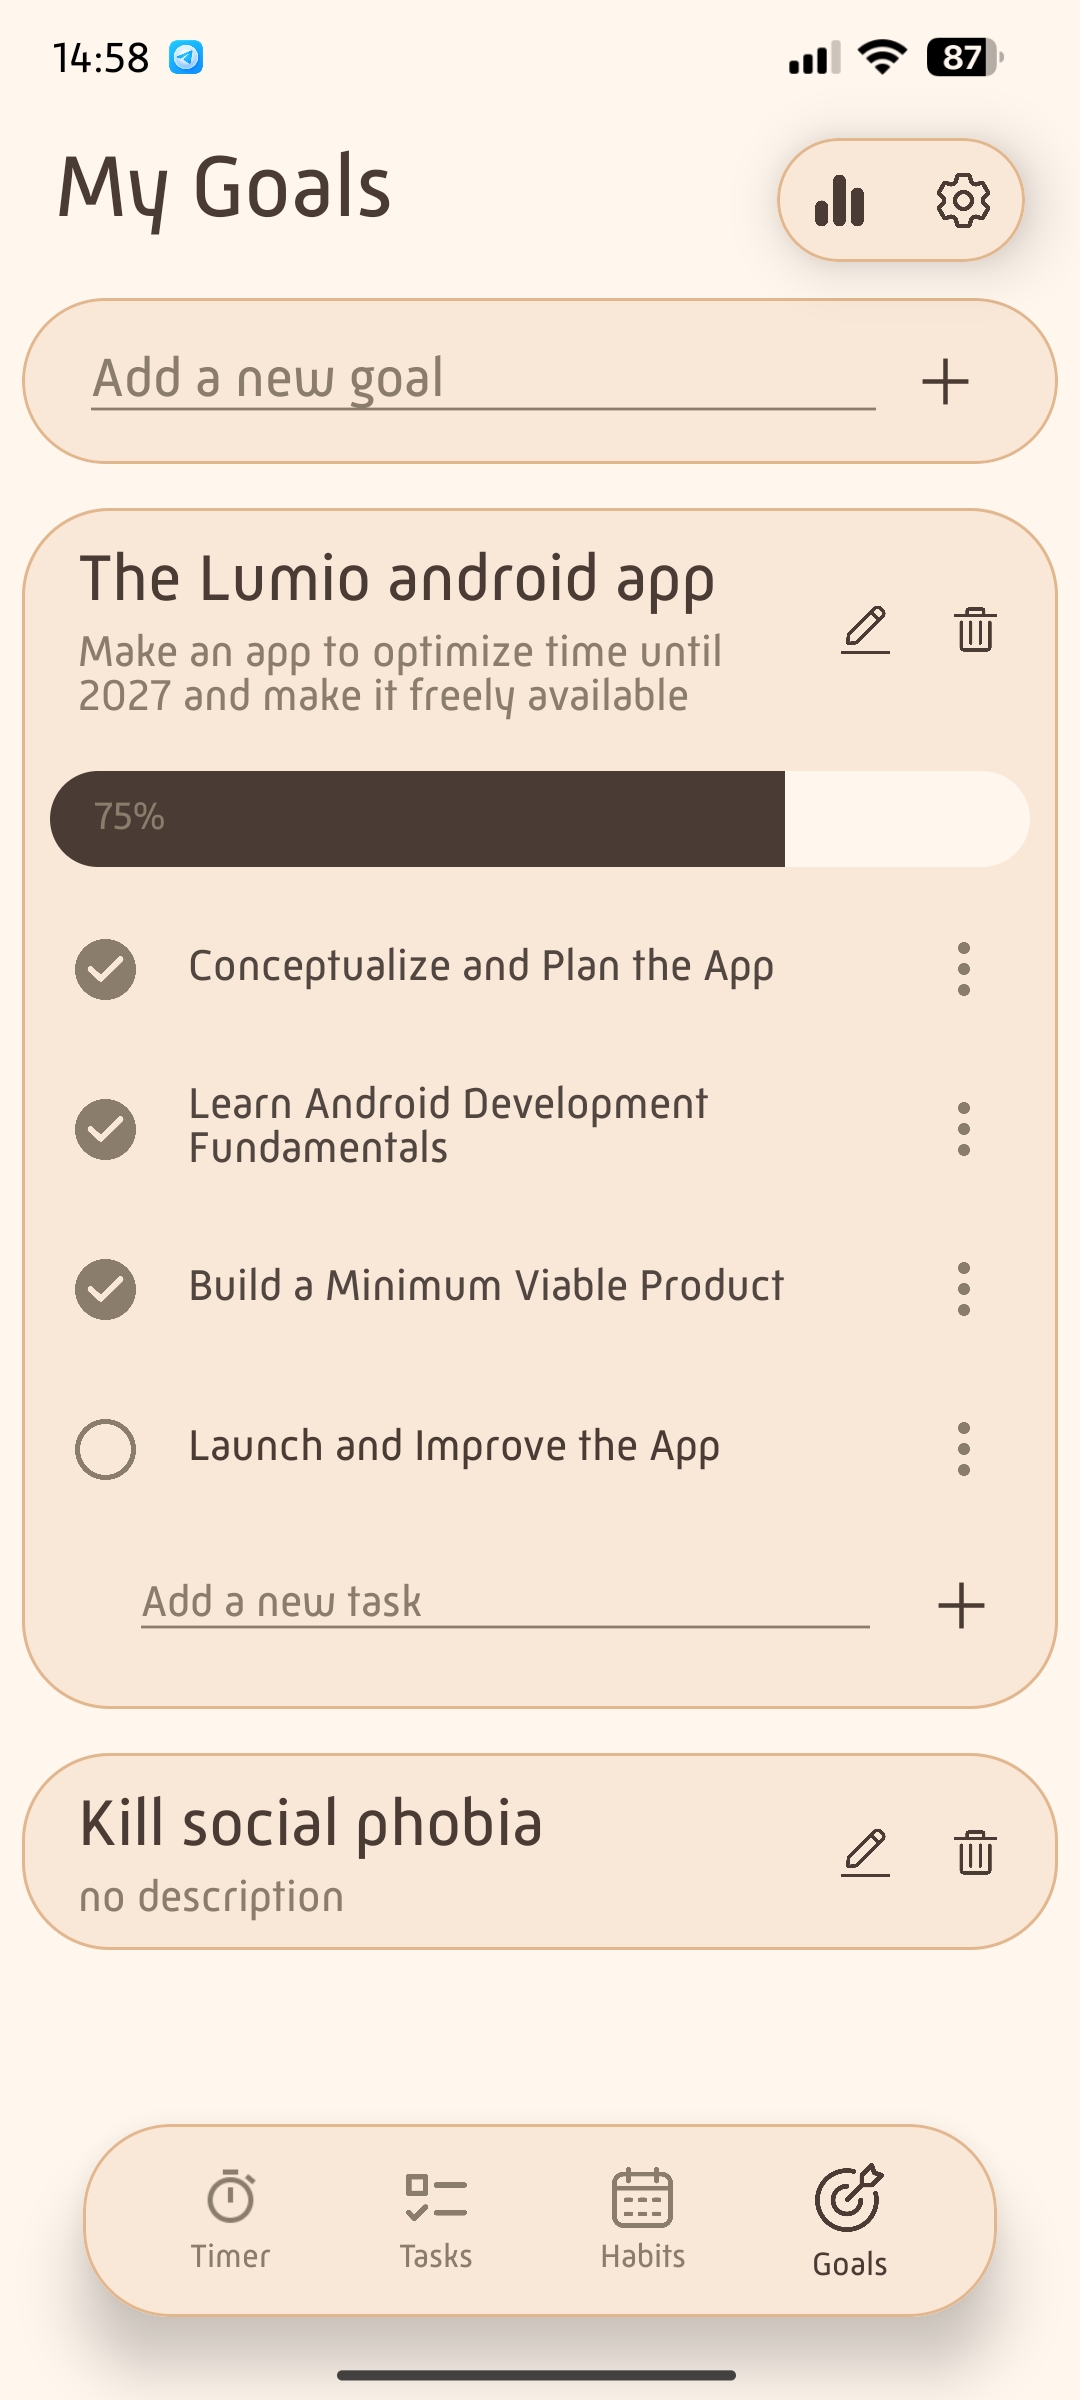 14:58
87
My Goals
Add a new goal
The Lumio android app
Make an app to optimize time until
2027 and make it freely available
75%
Conceptualize and Plan the App
Learn Android Development
Fundamentals
Build a Minimum Viable Product
Launch and Improve the App
Add a new task
Kill social phobia
no description
Timer
Tasks
Habits
Goals